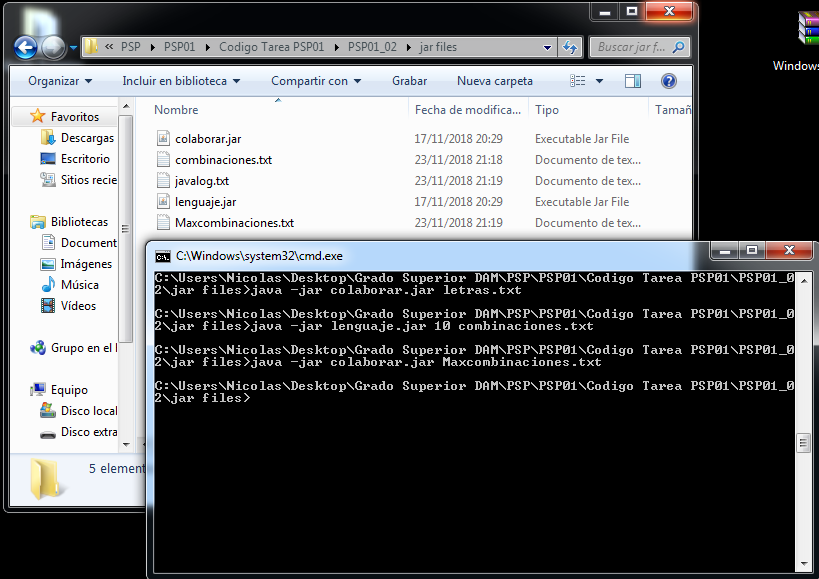 Windows
« PSP ▸ PSP01 ▸ Codigo Tarea PSP01 ▸ PSP01_02 ▸ jar files
Buscar jar f...
Organizar
Incluir en biblioteca
Compartir con
Grabar
Nueva carpeta
Nombre
Fecha de modifica...
Tipo
Tamañ
Favoritos
Descargas
Escritorio
Sitios recie
Bibliotecas
Document
Imágenes
Música
Vídeos
Grupo en el l
Equipo
Disco local
Disco extra
colaborar.jar 17/11/2018 20:29 Executable Jar File
combinaciones.txt 23/11/2018 21:18 Documento de tex...
javalog.txt 23/11/2018 21:19 Documento de tex...
lenguaje.jar 17/11/2018 20:29 Executable Jar File
Maxcombinaciones.txt 23/11/2018 21:19 Documento de tex...
5 element
C:\Windows\system32\cmd.exe
C:\Users\Nicolas\Desktop\Grado Superior DAM\PSP\PSP01\Codigo Tarea PSP01\PSP01_0
2\jar files>java -jar colaborar.jar letras.txt
C:\Users\Nicolas\Desktop\Grado Superior DAM\PSP\PSP01\Codigo Tarea PSP01\PSP01_0
2\jar files>java -jar lenguaje.jar 10 combinaciones.txt
C:\Users\Nicolas\Desktop\Grado Superior DAM\PSP\PSP01\Codigo Tarea PSP01\PSP01_0
2\jar files>java -jar colaborar.jar Maxcombinaciones.txt
C:\Users\Nicolas\Desktop\Grado Superior DAM\PSP\PSP01\Codigo Tarea PSP01\PSP01_0
2\jar files>